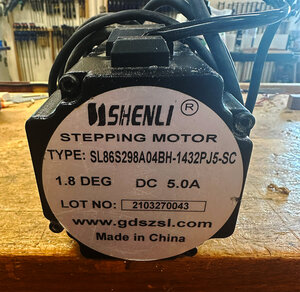 SHENLI ®
STEPPING MOTOR
TYPE: SL86S298A04BH-1432PJ5-SC
1.8 DEG DC 5.0A
LOT NO: 2103270043
www.gdszsl.com
Made in China